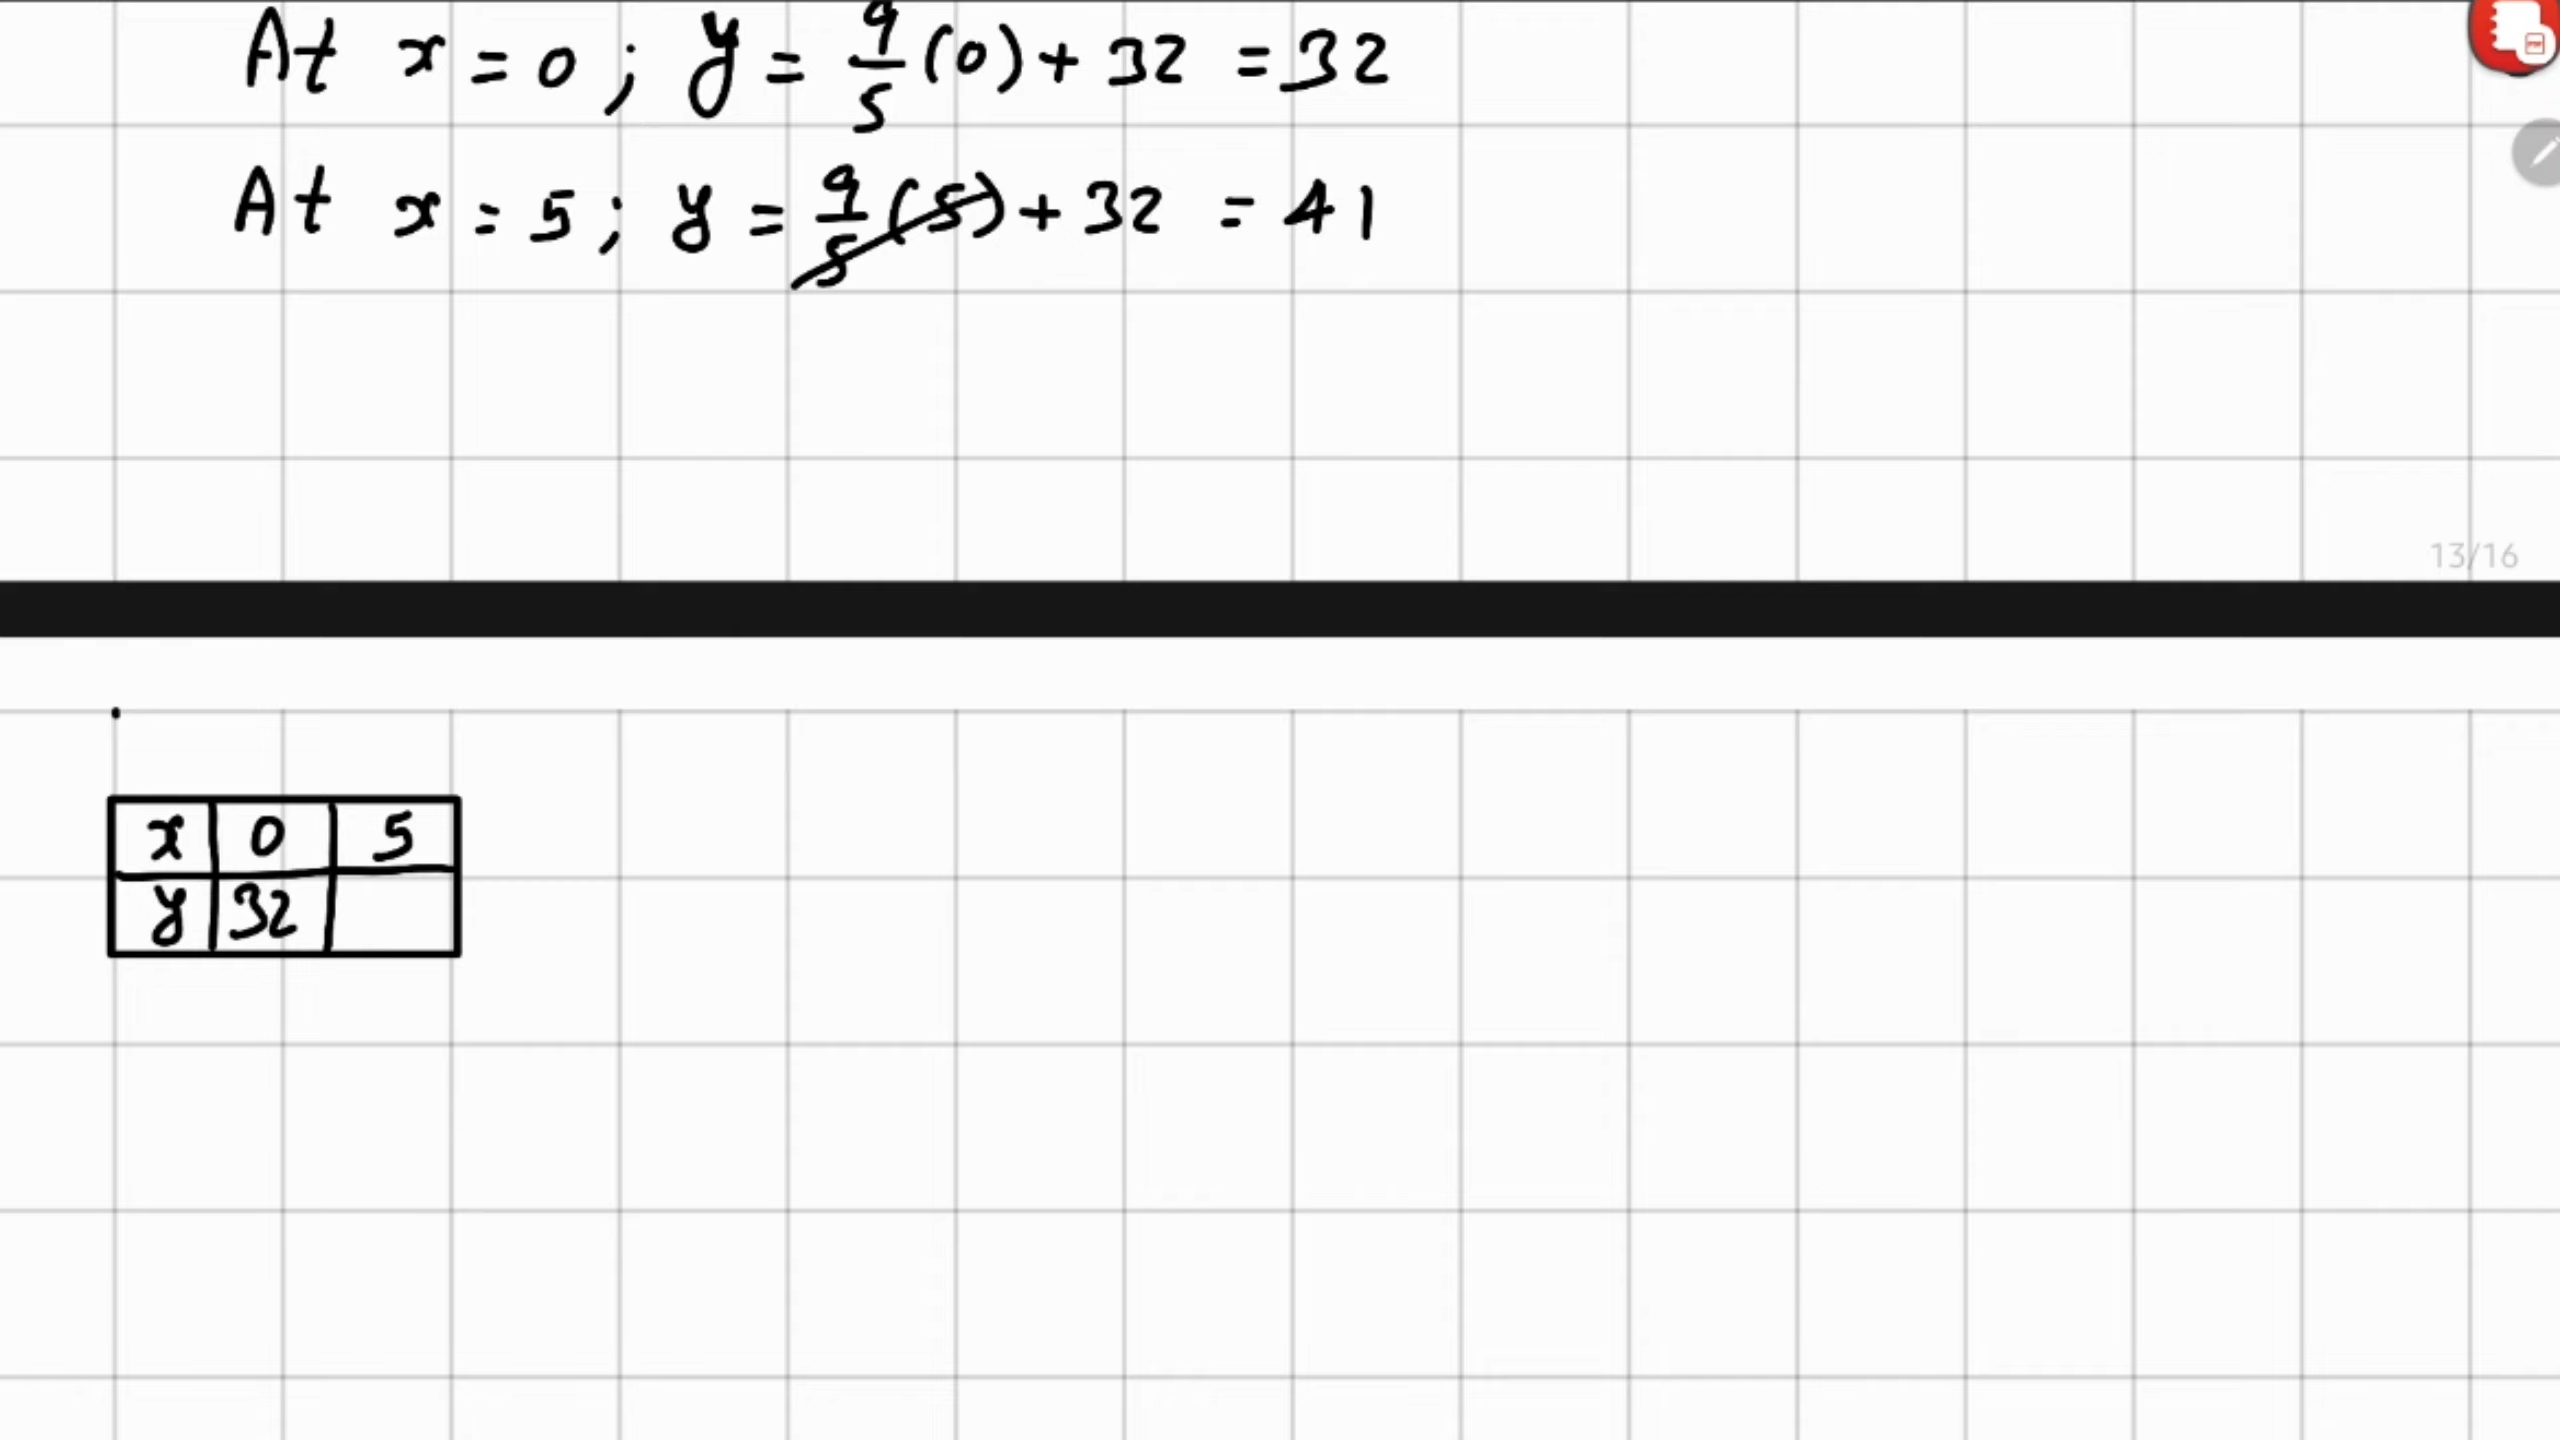 At x = 0 ; y = 9/5 (0) + 32 = 32
At x = 5 ; y = 9/5 (5) + 32 = 41
13/16
x 0 5
y 32